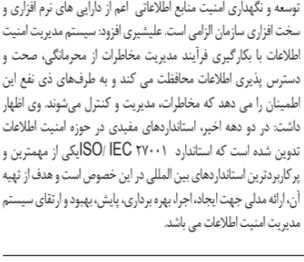 توسعه و نگهداری امنیت منابع اطلاعاتی اعم از دارایی های نرم افزاری و
سخت افزاری سازمان الزامی است. علیشیری افزود: سیستم مدیریت امنیت
اطلاعات با بکارگیری فرآیند مدیریت مخاطرات از محرمانگی، صحت و
دسترس پذیری اطلاعات محافظت می کند و به طرف‌های ذی نفع این
اطمینان را می دهد که مخاطرات، مدیریت و کنترل می‌شوند. وی اظهار
داشت: در دو دهه اخیر، استانداردهای مفیدی در حوزه امنیت اطلاعات
تدوین شده است که استاندارد ISO/ IEC ۲۷۰۰۱یکی از مهمترین و
پرکاربردترین استانداردهای بین المللی در این خصوص است و هدف از تهیه
آن، ارائه مدلی جهت ایجاد، اجرا، بهره برداری، پایش، بهبود و ارتقای سیستم
مدیریت امنیت اطلاعات می باشد.